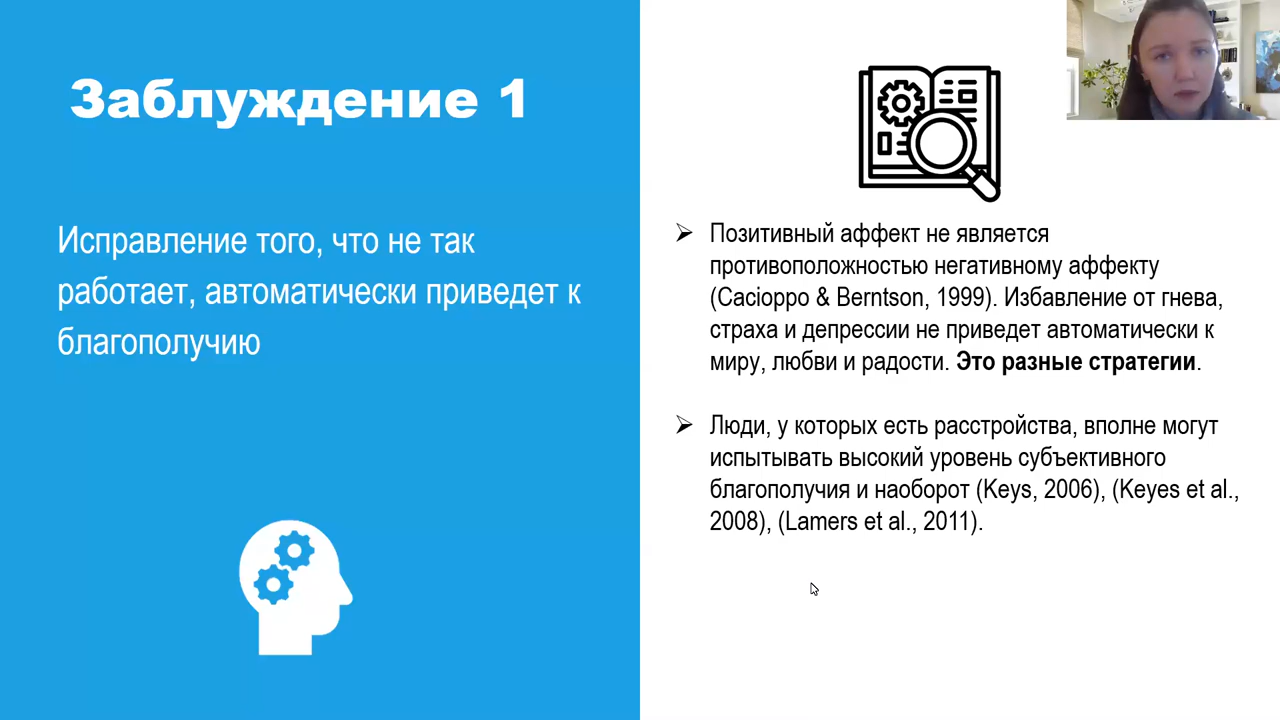 Заблуждение 1
Исправление того, что не так
работает, автоматически приведет к
благополучию
Позитивный аффект не является
противоположностью негативному аффекту
(Cacioppo & Berntson, 1999). Избавление от гнева,
страха и депрессии не приведет автоматически к
миру, любви и радости. Это разные стратегии.
Люди, у которых есть расстройства, вполне могут
испытывать высокий уровень субъективного
благополучия и наоборот (Keys, 2006), (Keyes et al.,
2008), (Lamers et al., 2011).